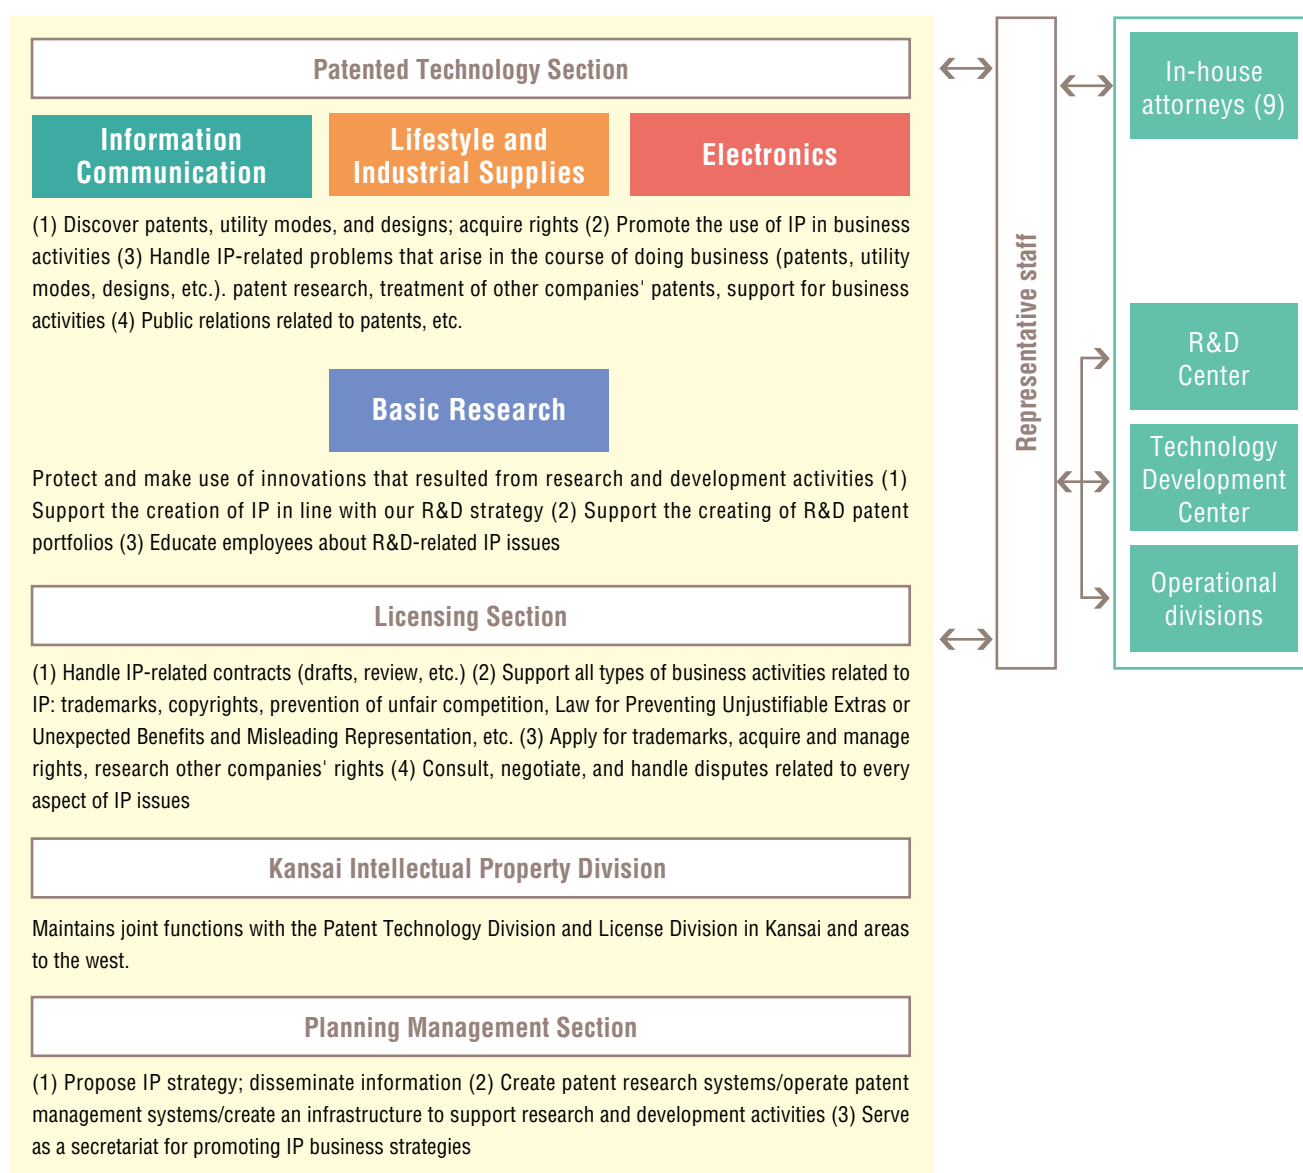 Patented Technology Section
Information
Communication
Lifestyle and
Industrial Supplies
Electronics
(1) Discover patents, utility modes, and designs; acquire rights (2) Promote the use of IP in business
activities (3) Handle IP-related problems that arise in the course of doing business (patents, utility
modes, designs, etc.). patent research, treatment of other companies' patents, support for business
activities (4) Public relations related to patents, etc.
Basic Research
Protect and make use of innovations that resulted from research and development activities (1)
Support the creation of IP in line with our R&D strategy (2) Support the creating of R&D patent
portfolios (3) Educate employees about R&D-related IP issues
Licensing Section
(1) Handle IP-related contracts (drafts, review, etc.) (2) Support all types of business activities related to
IP: trademarks, copyrights, prevention of unfair competition, Law for Preventing Unjustifiable Extras or
Unexpected Benefits and Misleading Representation, etc. (3) Apply for trademarks, acquire and manage
rights, research other companies' rights (4) Consult, negotiate, and handle disputes related to every
aspect of IP issues
Kansai Intellectual Property Division
Maintains joint functions with the Patent Technology Division and License Division in Kansai and areas
to the west.
Planning Management Section
(1) Propose IP strategy; disseminate information (2) Create patent research systems/operate patent
management systems/create an infrastructure to support research and development activities (3) Serve
as a secretariat for promoting IP business strategies
Representative staff
In-house
attorneys (9)
R&D
Center
Technology
Development
Center
Operational
divisions